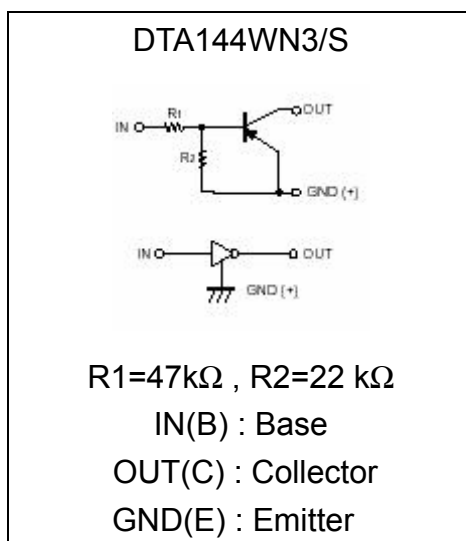 DTA144WN3/S
R1
IN
OUT
R2
GND (+)
IN
OUT
GND (+)
R1=47kΩ , R2=22 kΩ
IN(B) : Base
OUT(C) : Collector
GND(E) : Emitter